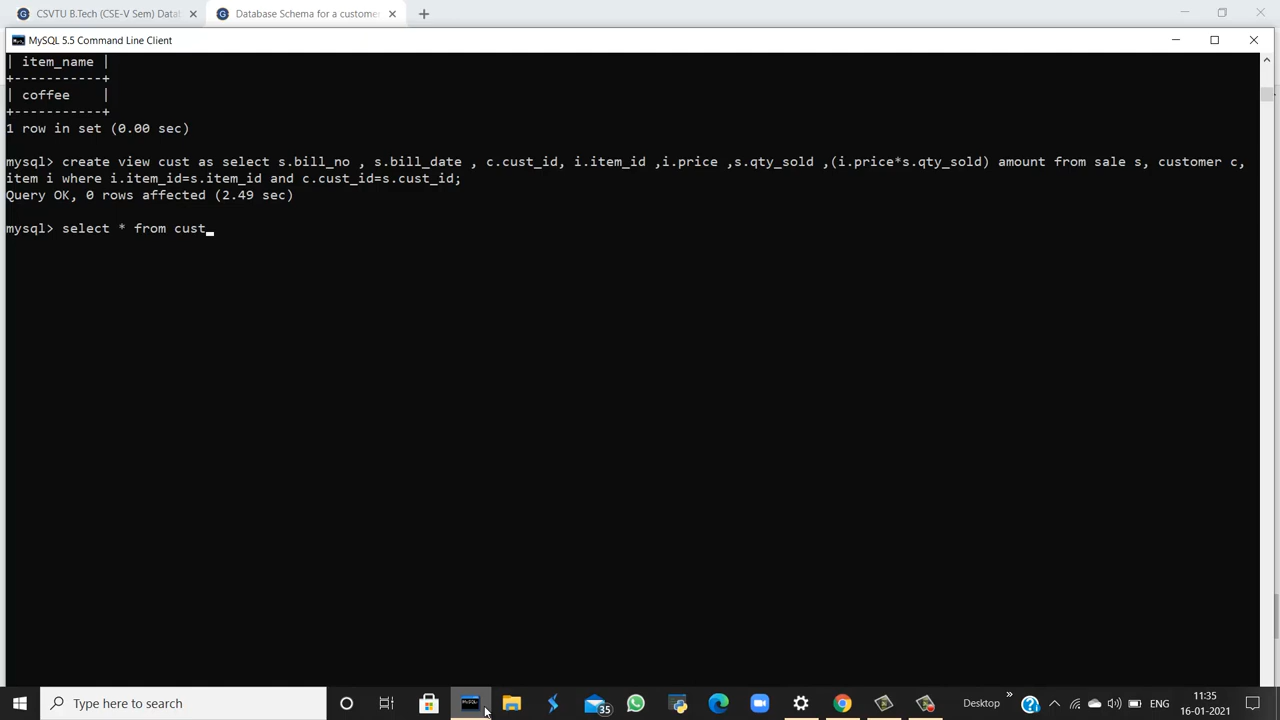 CSVTU B.Tech (CSE-V Sem) Datal
Database Schema for a custome
MySQL 5.5 Command Line Client
| item_name |
+-----------+
| coffee    |
+-----------+
1 row in set (0.00 sec)
mysql> create view cust as select s.bill_no , s.bill_date , c.cust_id, i.item_id ,i.price ,s.qty_sold ,(i.price*s.qty_sold) amount from sale s, customer c,
item i where i.item_id=s.item_id and c.cust_id=s.cust_id;
Query OK, 0 rows affected (2.49 sec)
mysql> select * from cust_
Type here to search
35
Desktop
»
ENG
11:35
16-01-2021